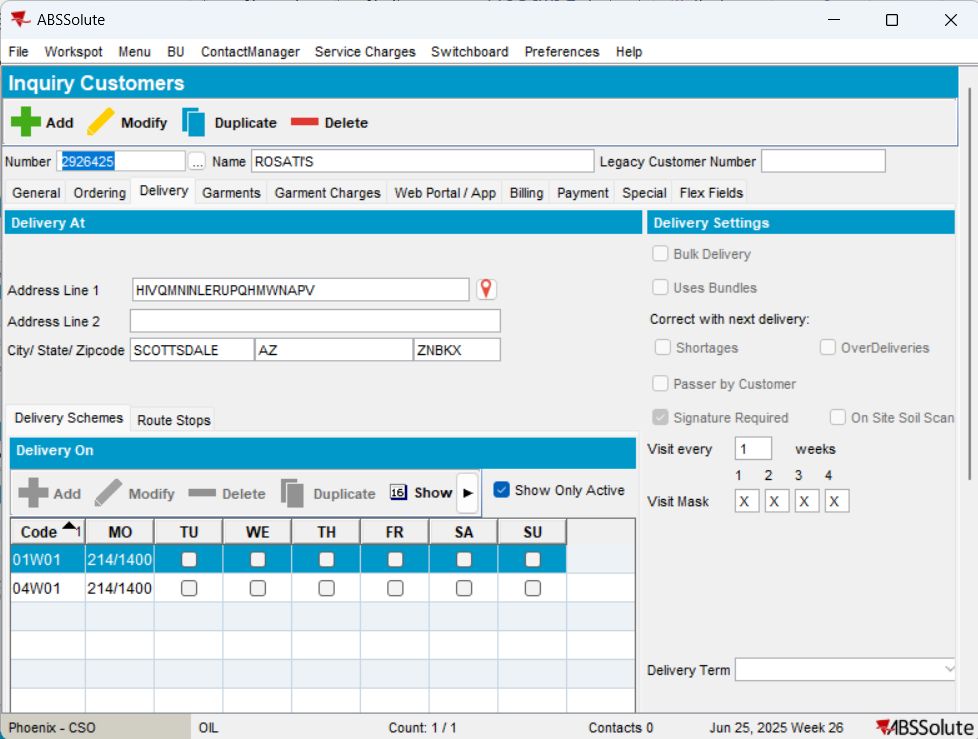 ABSSolute
File Workspot Menu BU ContactManager Service Charges Switchboard Preferences Help
Inquiry Customers
Add Modify Duplicate Delete
Number 2926425 ... Name ROSATI'S Legacy Customer Number
General Ordering Delivery Garments Garment Charges Web Portal / App Billing Payment Special Flex Fields
Delivery At
Delivery Settings
Bulk Delivery
Address Line 1 HIVQMNINLERUPQHMWNAPV
Uses Bundles
Address Line 2
Correct with next delivery:
City/ State/ Zipcode SCOTTSDALE AZ ZNBKX
Shortages OverDeliveries
Passer by Customer
Delivery Schemes Route Stops
Signature Required On Site Soil Scan
Delivery On
Visit every 1 weeks
1 2 3 4
Add Modify Delete Duplicate 16 Show Show Only Active
Visit Mask X X X X
Code 1 MO TU WE TH FR SA SU
01W01 214/1400
04W01 214/1400
Delivery Term
Phoenix - CSO OIL Count: 1 / 1 Contacts 0 Jun 25, 2025 Week 26 ABSSolute